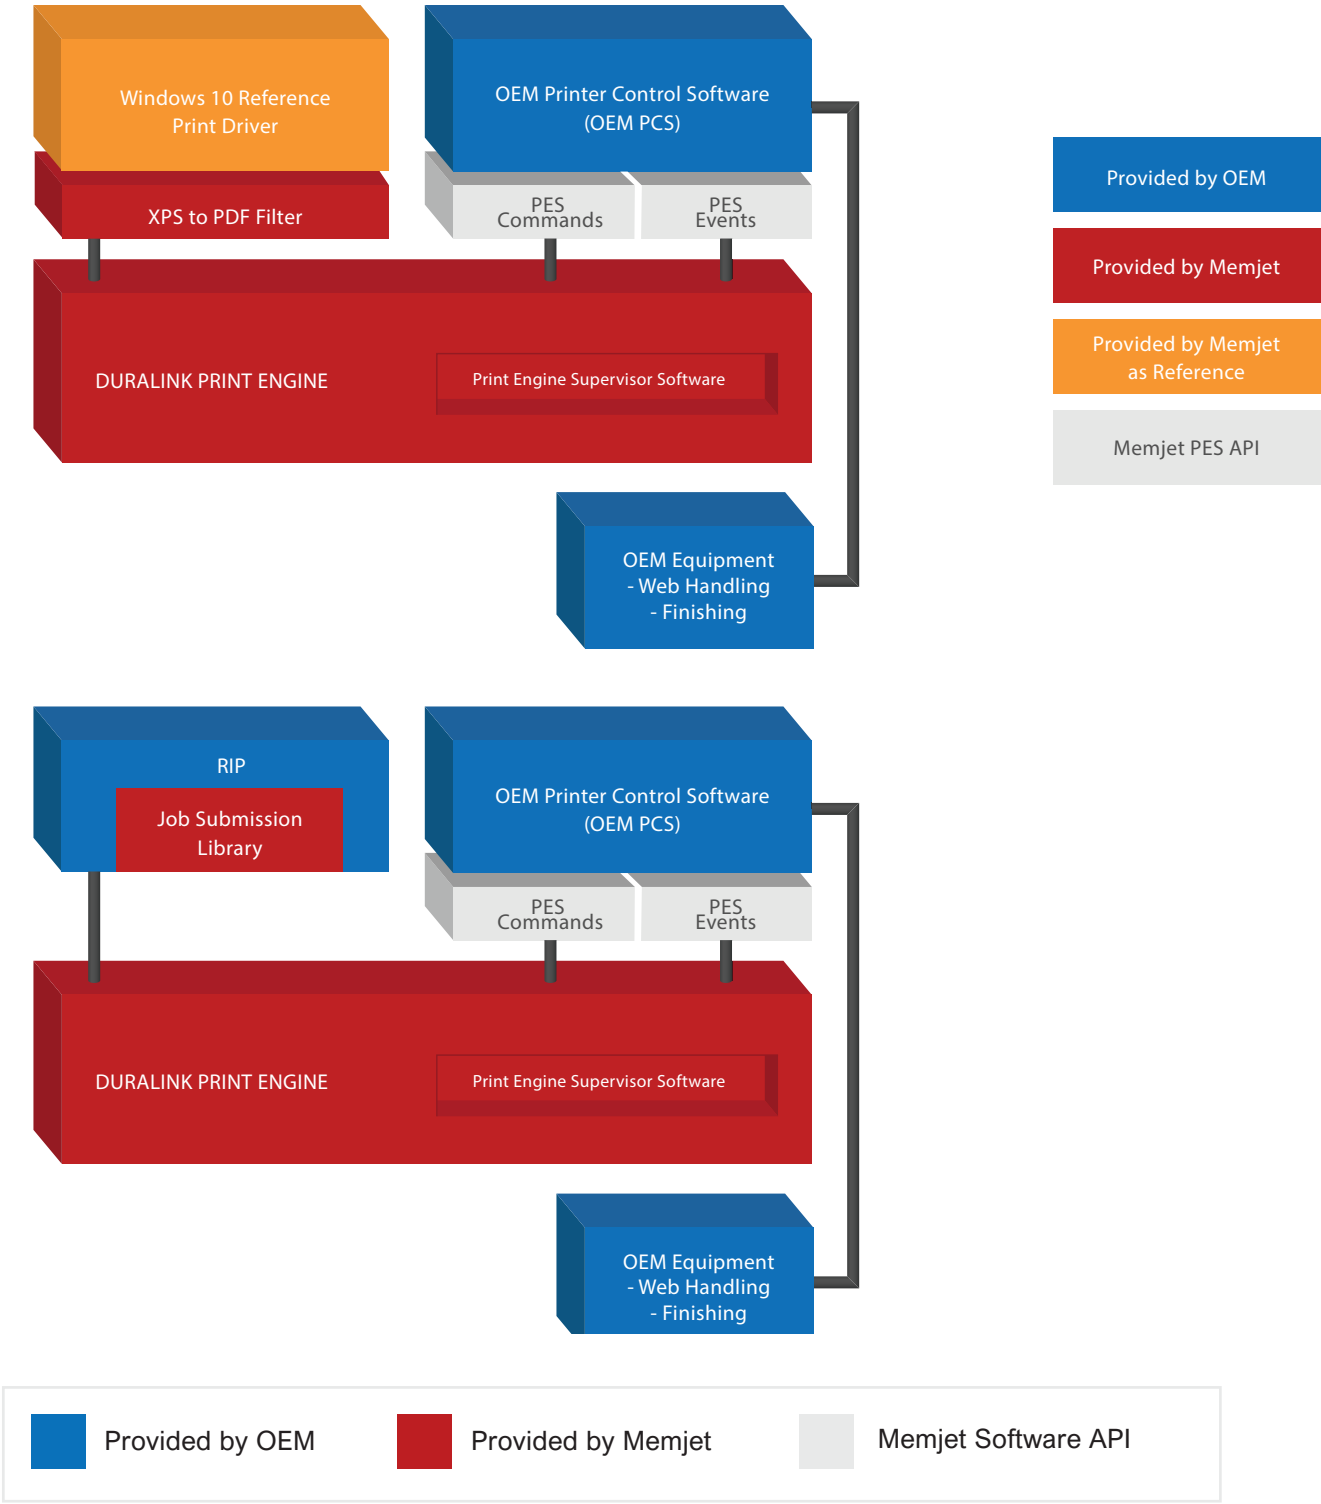 Windows 10 Reference
Print Driver
XPS to PDF Filter
OEM Printer Control Software
(OEM PCS)
PES
Commands
PES
Events
DURALINK PRINT ENGINE
Print Engine Supervisor Software
OEM Equipment
- Web Handling
- Finishing
Provided by OEM
Provided by Memjet
Provided by Memjet
as Reference
Memjet PES API
RIP
Job Submission
Library
OEM Printer Control Software
(OEM PCS)
PES
Commands
PES
Events
DURALINK PRINT ENGINE
Print Engine Supervisor Software
OEM Equipment
- Web Handling
- Finishing
Provided by OEM
Provided by Memjet
Memjet Software API